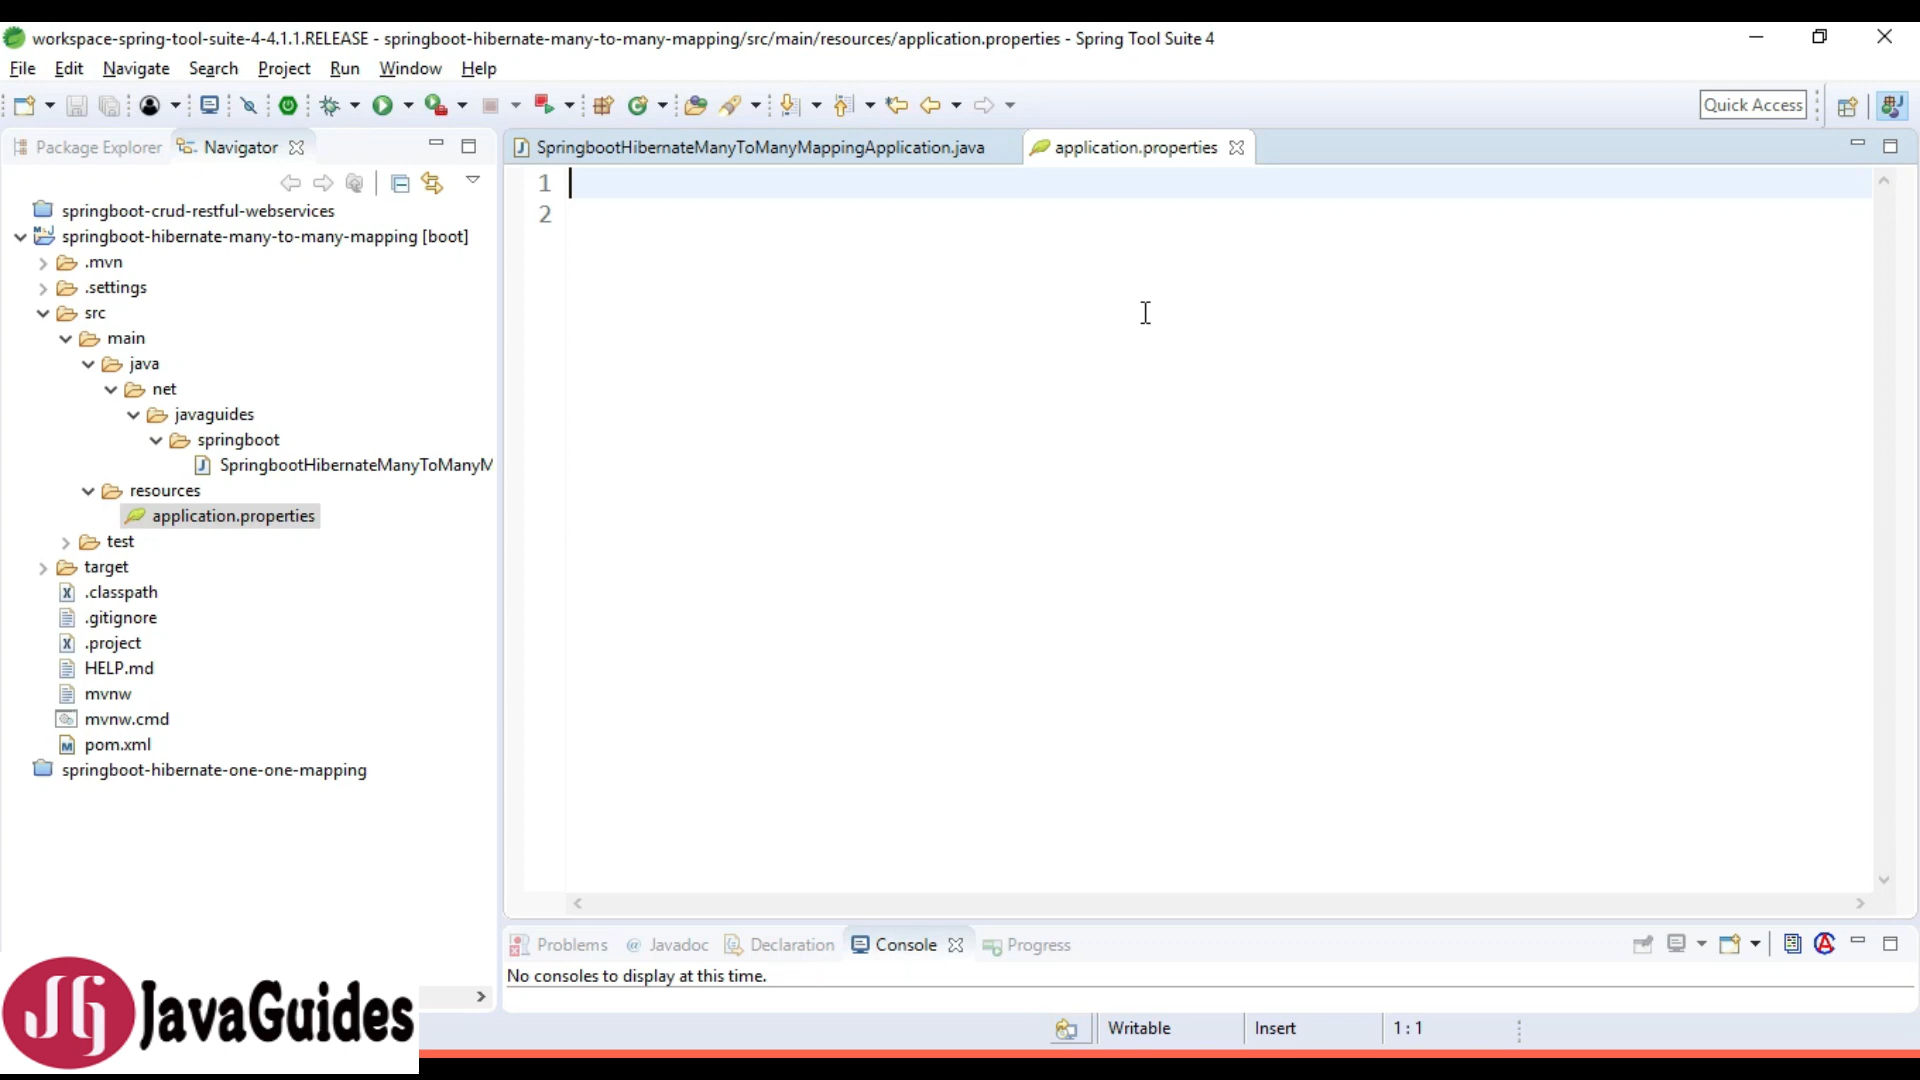 workspace-spring-tool-suite-4-4.1.1.RELEASE - springboot-hibernate-many-to-many-mapping/src/main/resources/application.properties - Spring Tool Suite 4
File Edit Navigate Search Project Run Window Help
Quick Access
Package Explorer Navigator
SpringbootHibernateManyToManyMappingApplication.java application.properties
1
2
springboot-crud-restful-webservices
springboot-hibernate-many-to-many-mapping [boot]
.mvn
.settings
src
main
java
net
javaguides
springboot
SpringbootHibernateManyToManyM
resources
application.properties
test
target
.classpath
.gitignore
.project
HELP.md
mvnw
mvnw.cmd
pom.xml
springboot-hibernate-one-one-mapping
Problems @ Javadoc Declaration Console Progress
No consoles to display at this time.
JG JavaGuides
Writable Insert 1 : 1